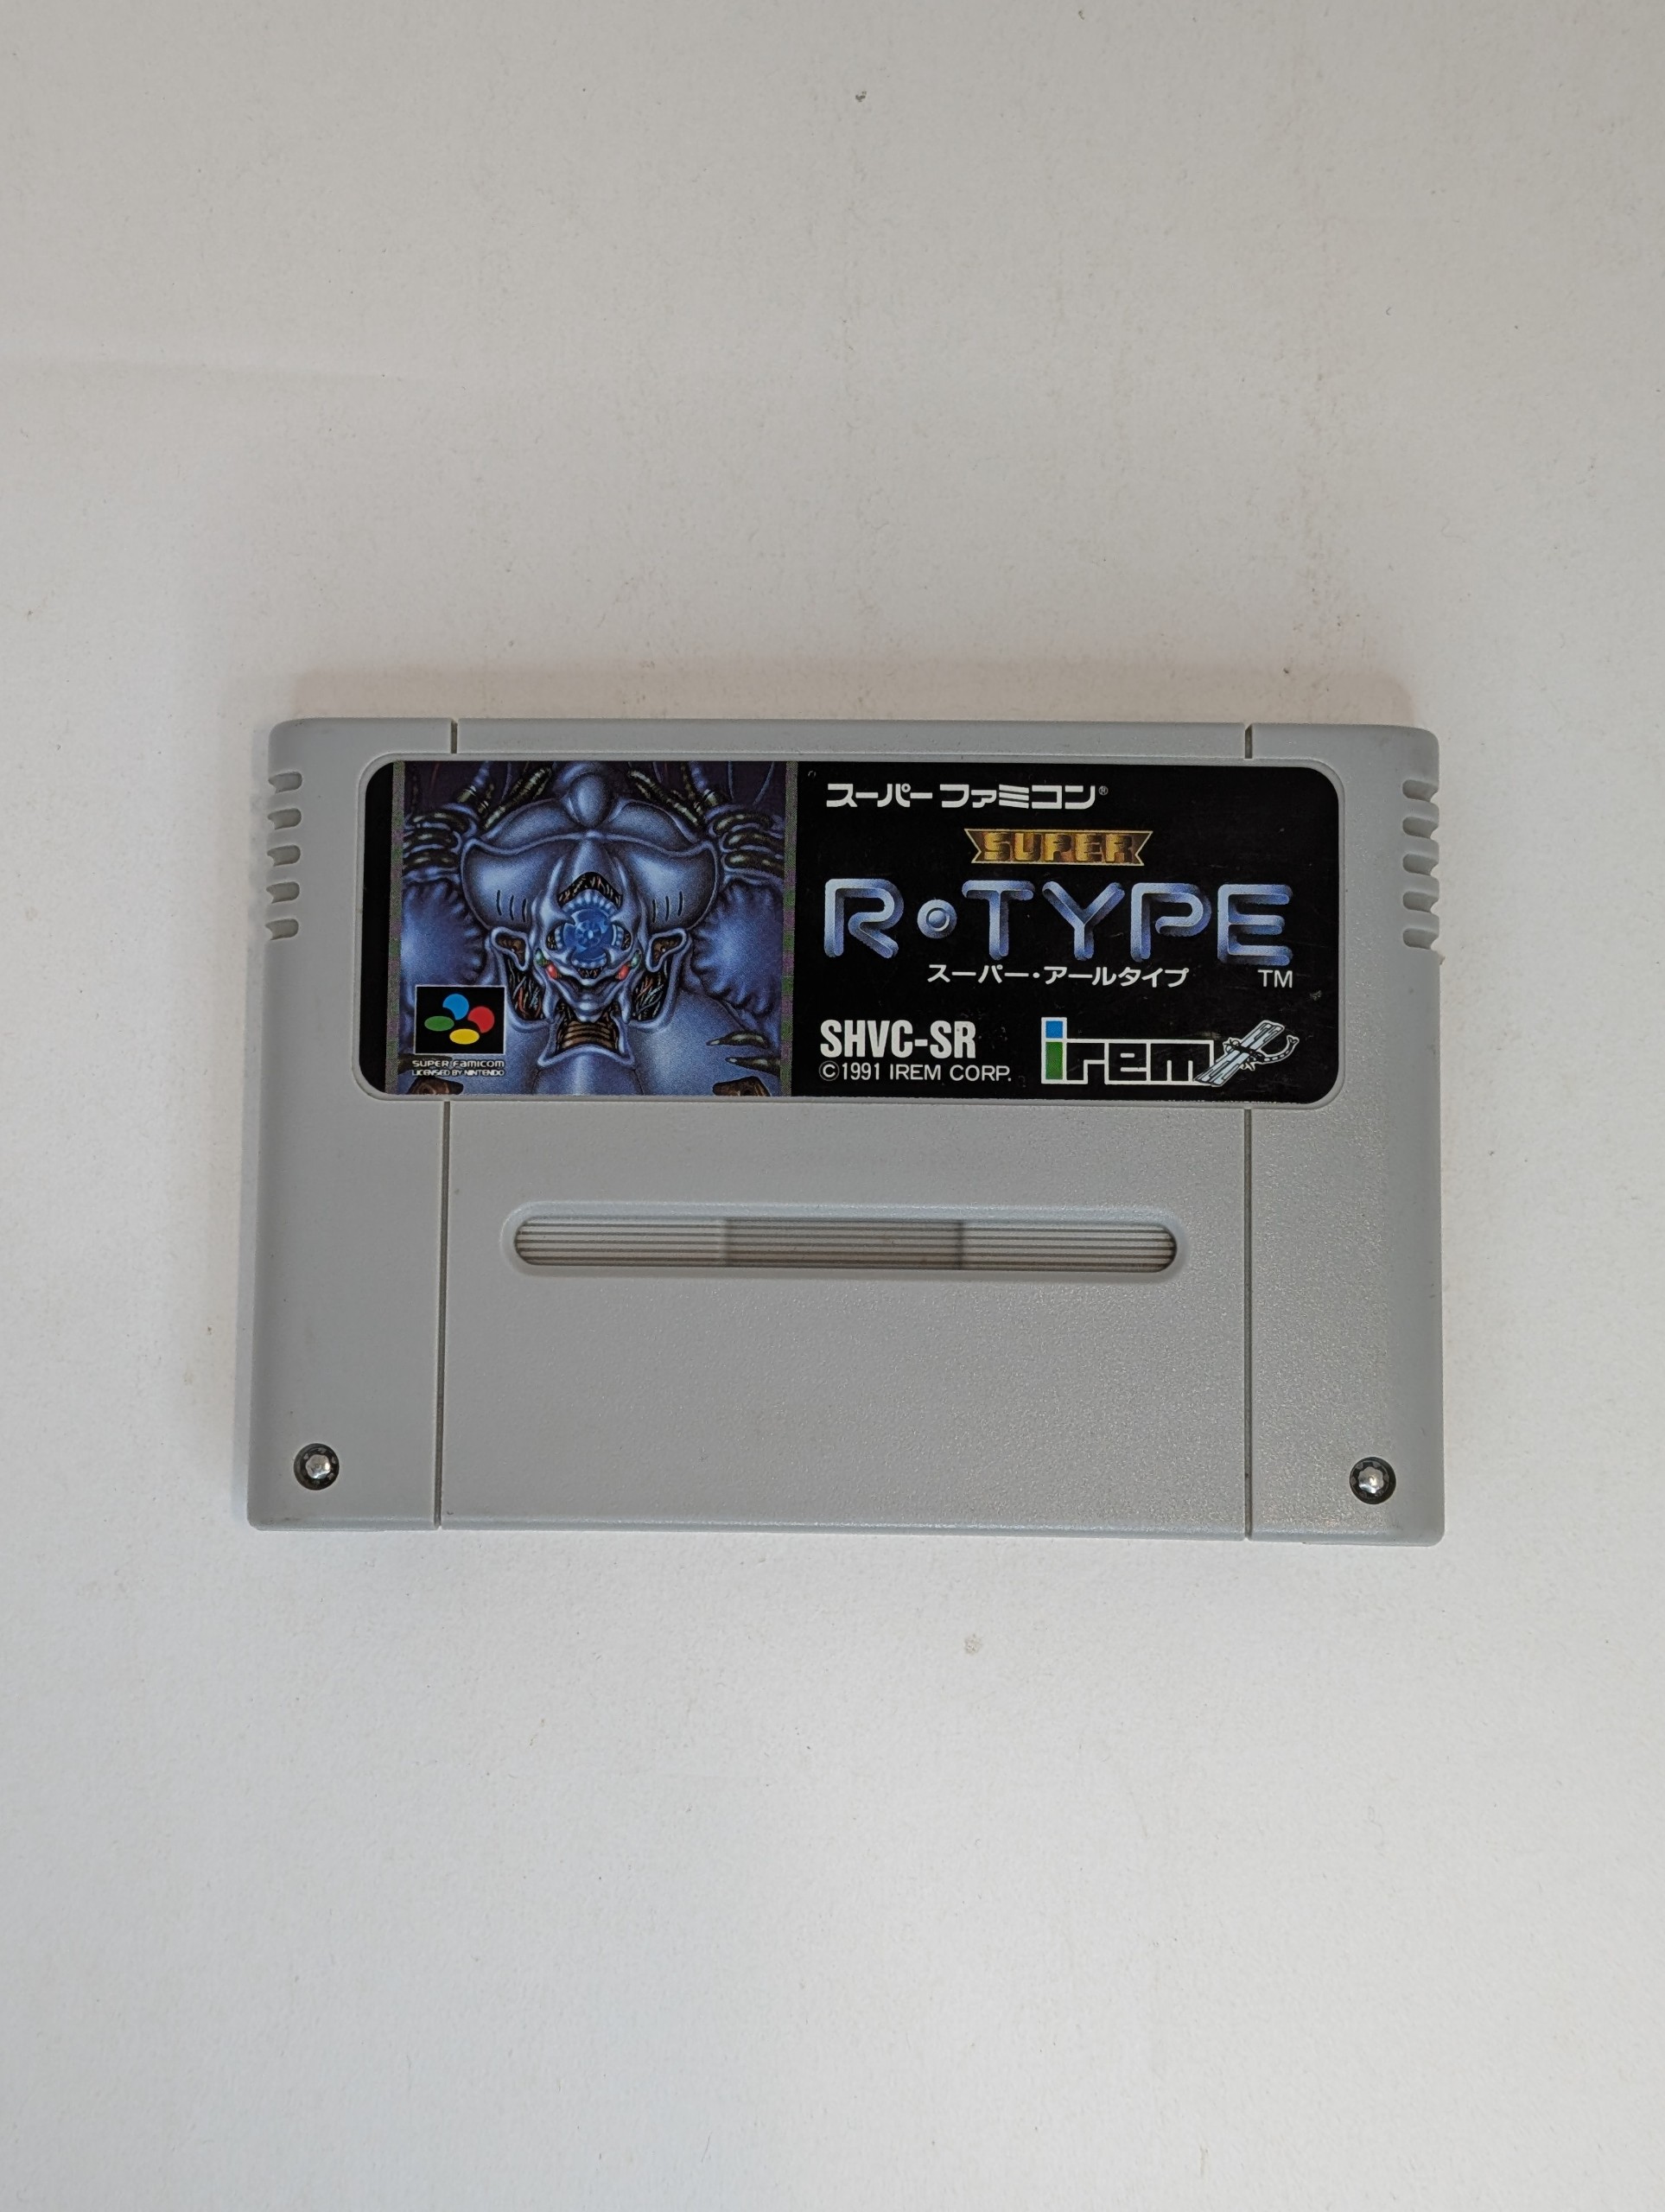 スーパーファミコン®
SUPER
R•TYPE
スーパー・アールタイプ TM
SHVC-SR
©1991 IREM CORP.
irem
SUPER FAMICOM
LICENSED BY NINTENDO